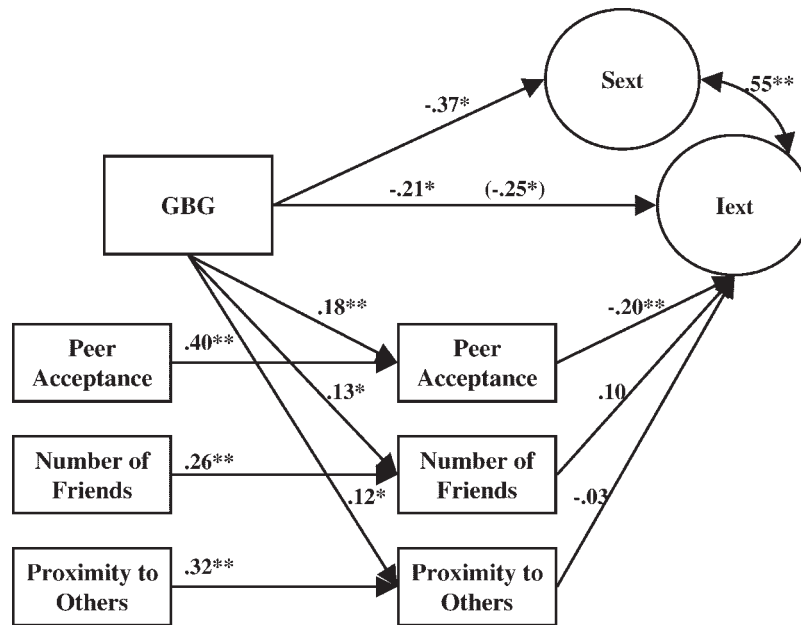 Sext
.55**
-.37*
GBG
-.21*
(-.25*)
Iext
.18**
-.20**
Peer
Acceptance
.40**
Peer
Acceptance
.13*
.10
Number of
Friends
.26**
Number of
Friends
.12*
-.03
Proximity to
Others
.32**
Proximity to
Others